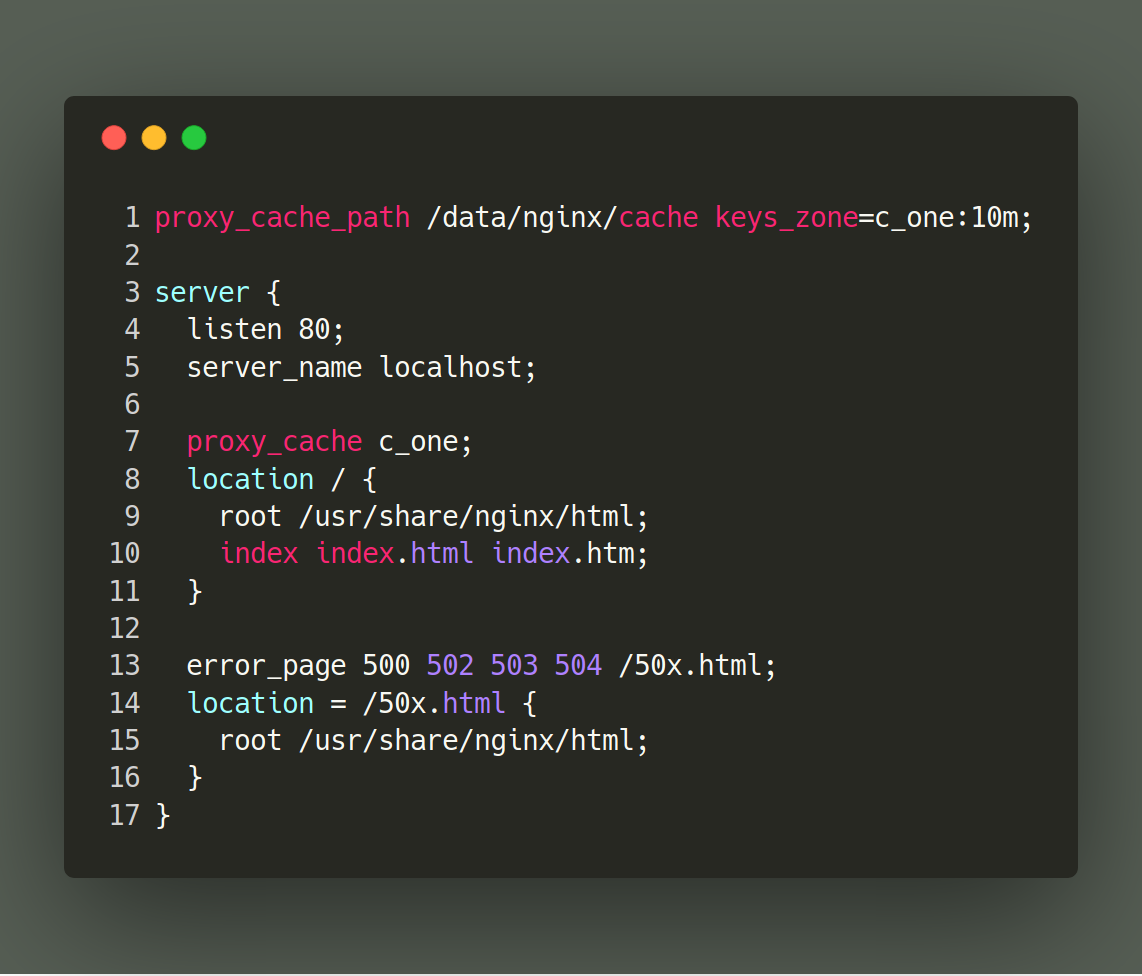 1 proxy_cache_path /data/nginx/cache keys_zone=c_one:10m;
2
3 server {
4   listen 80;
5   server_name localhost;
6
7   proxy_cache c_one;
8   location / {
9     root /usr/share/nginx/html;
10     index index.html index.htm;
11   }
12
13   error_page 500 502 503 504 /50x.html;
14   location = /50x.html {
15     root /usr/share/nginx/html;
16   }
17 }